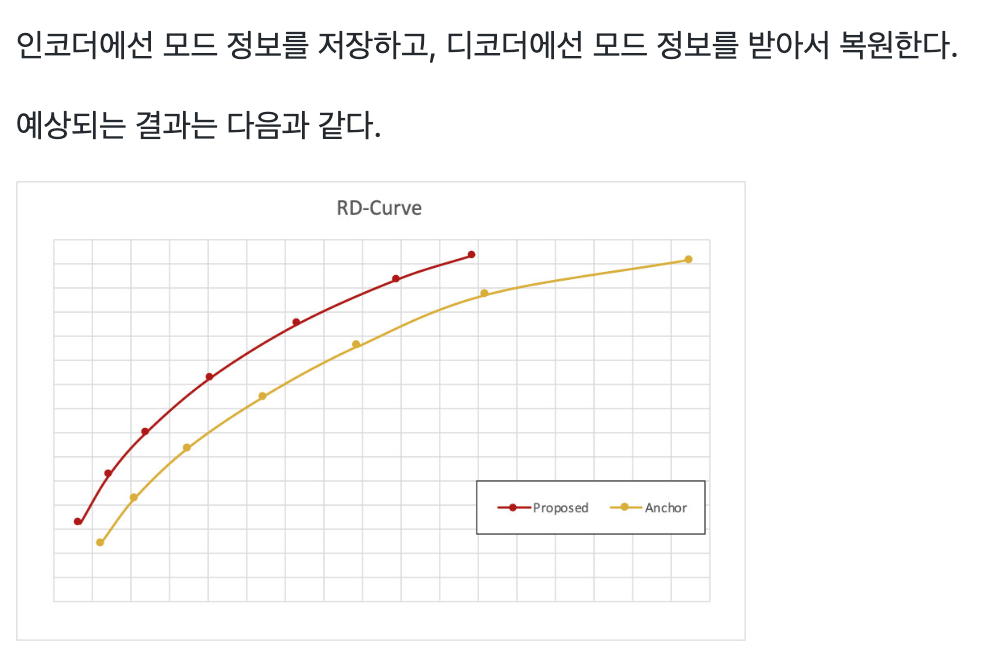 인코더에선 모드 정보를 저장하고, 디코더에선 모드 정보를 받아서 복원한다.
예상되는 결과는 다음과 같다.
RD-Curve
Proposed Anchor